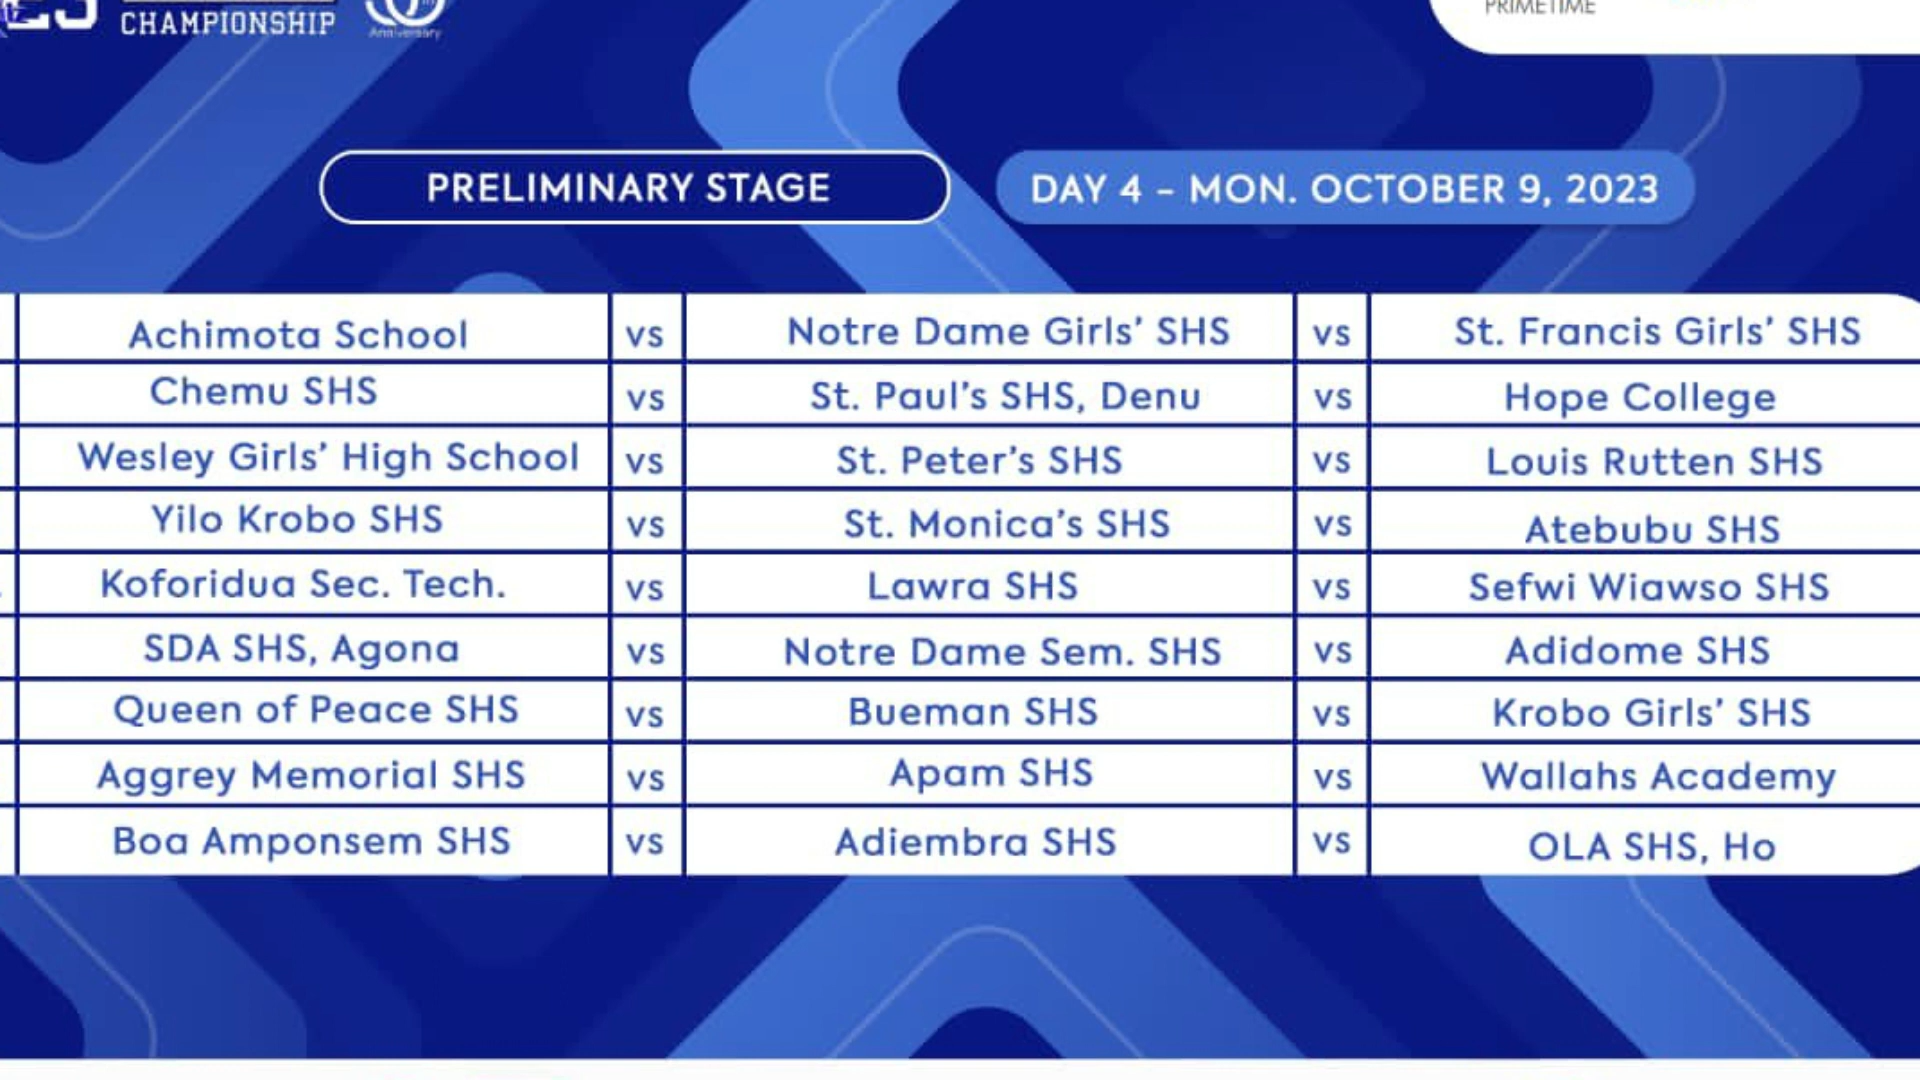 CHAMPIONSHIP
Anniversary
PRIMETIME
PRELIMINARY STAGE
DAY 4 – MON. OCTOBER 9, 2023
Achimota School vs Notre Dame Girls’ SHS vs St. Francis Girls’ SHS
Chemu SHS vs St. Paul’s SHS, Denu vs Hope College
Wesley Girls’ High School vs St. Peter’s SHS vs Louis Rutten SHS
Yilo Krobo SHS vs St. Monica’s SHS vs Atebubu SHS
Koforidua Sec. Tech. vs Lawra SHS vs Sefwi Wiawso SHS
SDA SHS, Agona vs Notre Dame Sem. SHS vs Adidome SHS
Queen of Peace SHS vs Bueman SHS vs Krobo Girls’ SHS
Aggrey Memorial SHS vs Apam SHS vs Wallahs Academy
Boa Amponsem SHS vs Adiembra SHS vs OLA SHS, Ho